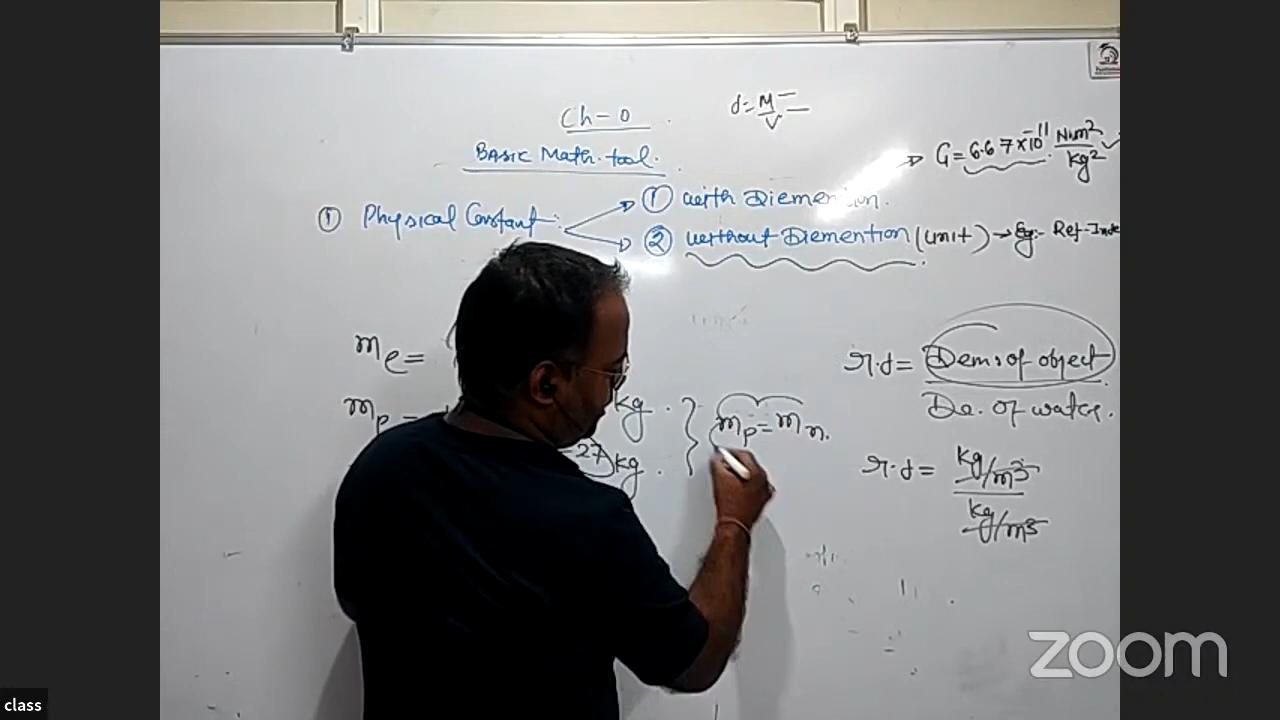 Ch-0
d = M/V
BASIC Math. tool.
G = 6.67 × 10^-11 N·m²/kg²
① Physical Constant :-
① with Diemention.
② without Diemention (unit) → Eg:- Ref-Inde
me =
r.d = Dens of object / De. of water.
mp =
kg.
mp = mn.
-27 kg.
r.d = kg/m³ / kg/m³
zoom
class